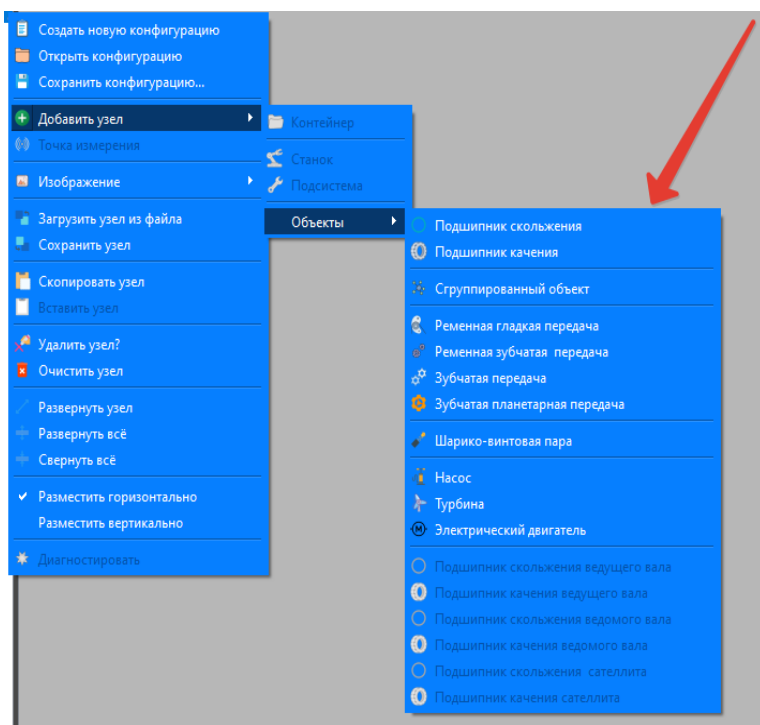 Создать новую конфигурацию
Открыть конфигурацию
Сохранить конфигурацию...
Добавить узел
Точка измерения
Изображение
Загрузить узел из файла
Сохранить узел
Скопировать узел
Вставить узел
Удалить узел?
Очистить узел
Развернуть узел
Развернуть всё
Свернуть всё
Разместить горизонтально
Разместить вертикально
Диагностировать
Контейнер
Станок
Подсистема
Объекты
Подшипник скольжения
Подшипник качения
Сгруппированный объект
Ременная гладкая передача
Ременная зубчатая передача
Зубчатая передача
Зубчатая планетарная передача
Шарико-винтовая пара
Насос
Турбина
M Электрический двигатель
Подшипник скольжения ведущего вала
Подшипник качения ведущего вала
Подшипник скольжения ведомого вала
Подшипник качения ведомого вала
Подшипник скольжения сателлита
Подшипник качения сателлита